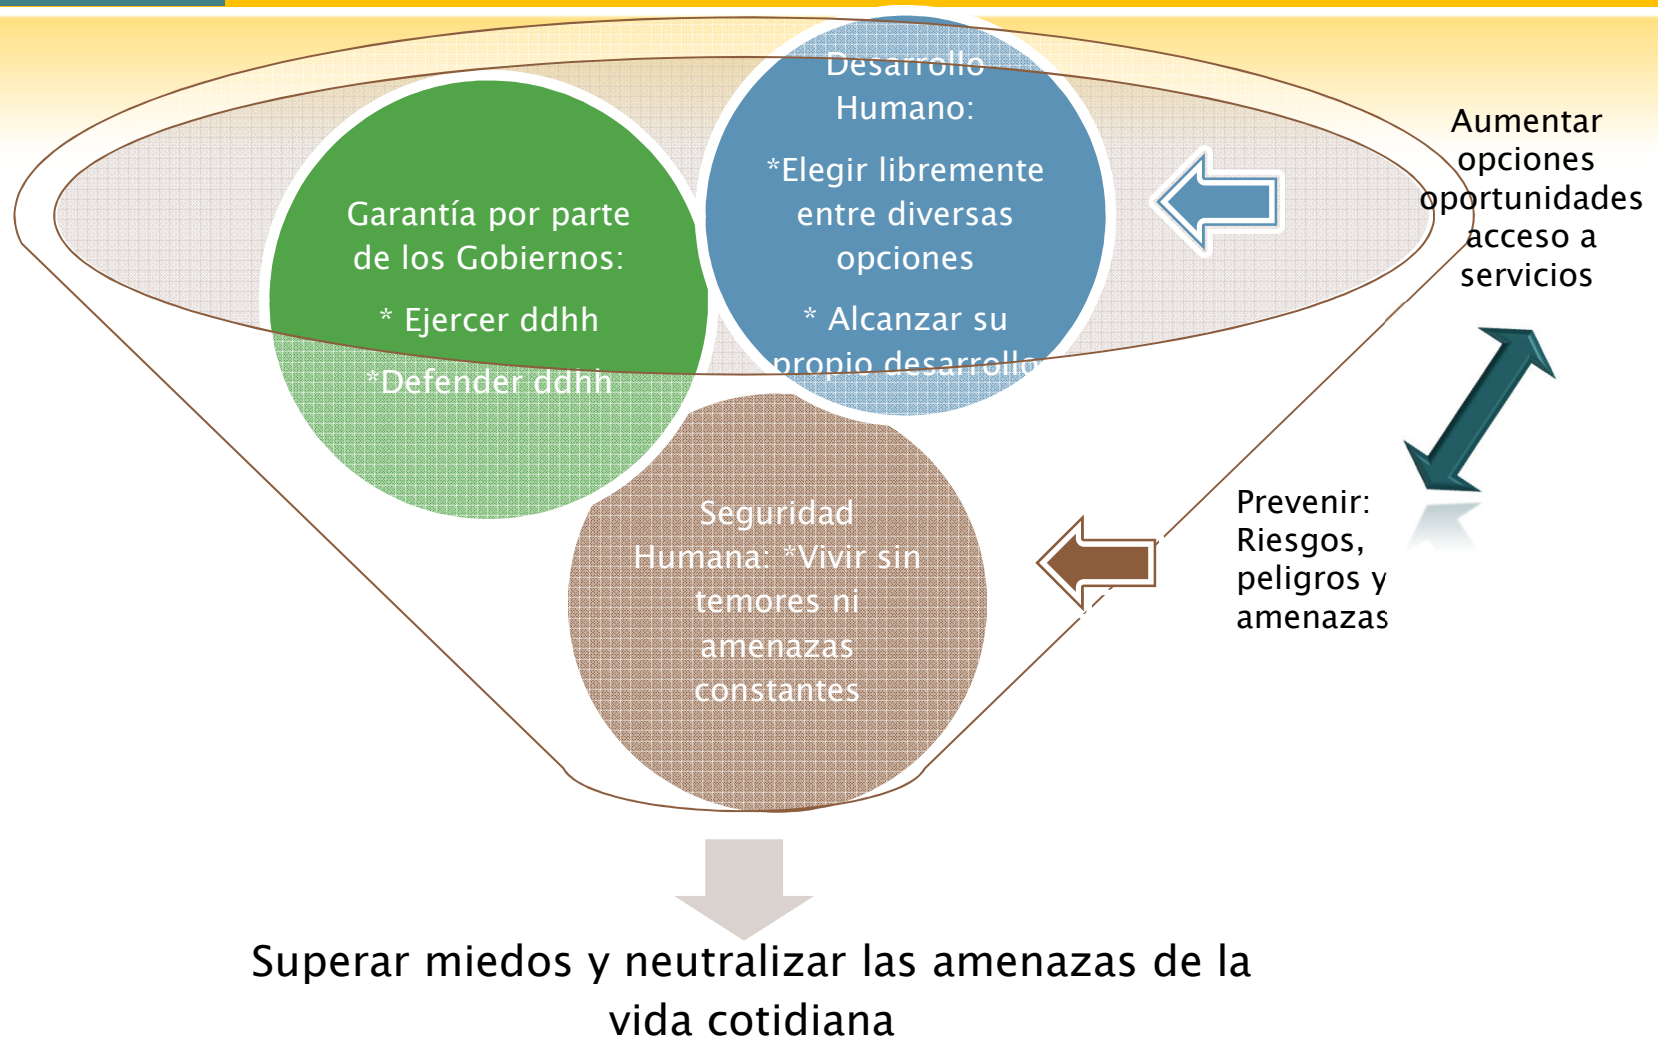 Desarrollo
Humano:
*Elegir libremente
entre diversas
opciones
* Alcanzar su
propio desarrollo
Garantía por parte
de los Gobiernos:
* Ejercer ddhh
*Defender ddhh
Aumentar
opciones
oportunidades
acceso a
servicios
Seguridad
Humana: *Vivir sin
temores ni
amenazas
constantes
Prevenir:
Riesgos,
peligros y
amenazas
Superar miedos y neutralizar las amenazas de la
vida cotidiana